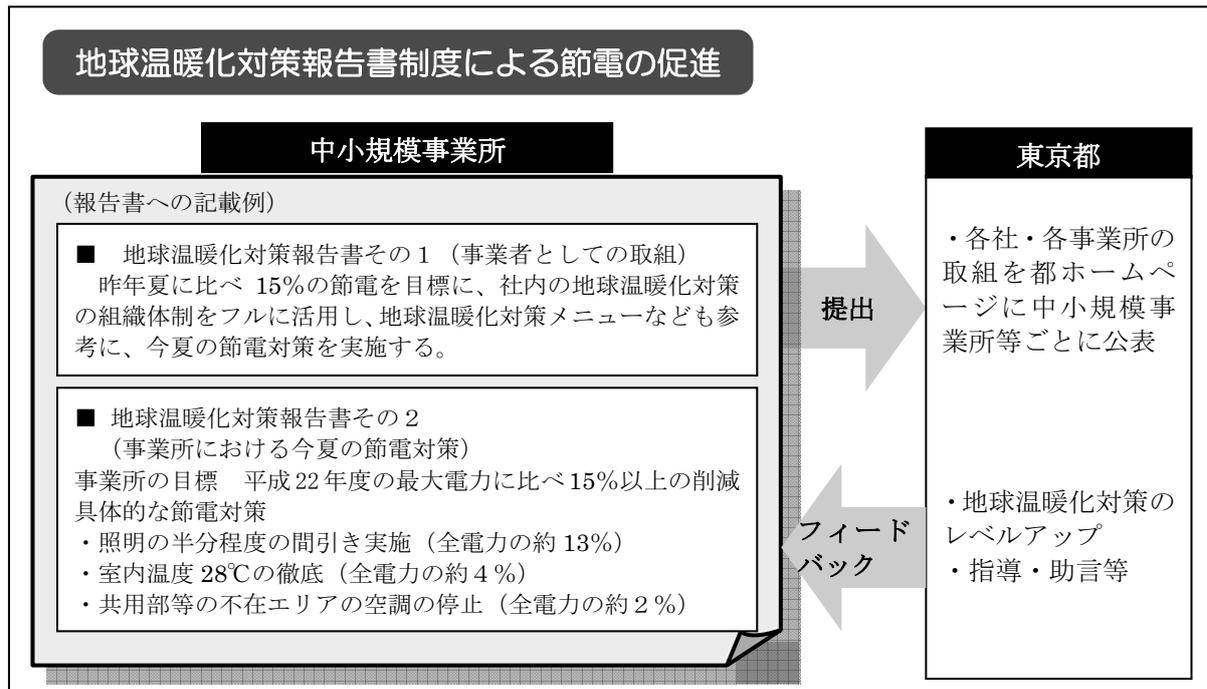 地球温暖化対策報告書制度による節電の促進
中小規模事業所
（報告書への記載例）
■　地球温暖化対策報告書その１（事業者としての取組）
昨年夏に比べ 15％の節電を目標に、社内の地球温暖化対策
の組織体制をフルに活用し、地球温暖化対策メニューなども参
考に、今夏の節電対策を実施する。
■ 地球温暖化対策報告書その２
（事業所における今夏の節電対策）
事業所の目標　平成 22 年度の最大電力に比べ 15％以上の削減
具体的な節電対策
・照明の半分程度の間引き実施（全電力の約 13％）
・室内温度 28℃の徹底（全電力の約４％）
・共用部等の不在エリアの空調の停止（全電力の約２％）
提出
フィード
バック
東京都
・各社・各事業所の
取組を都ホームペ
ージに中小規模事
業所等ごとに公表
・地球温暖化対策の
レベルアップ
・指導・助言等